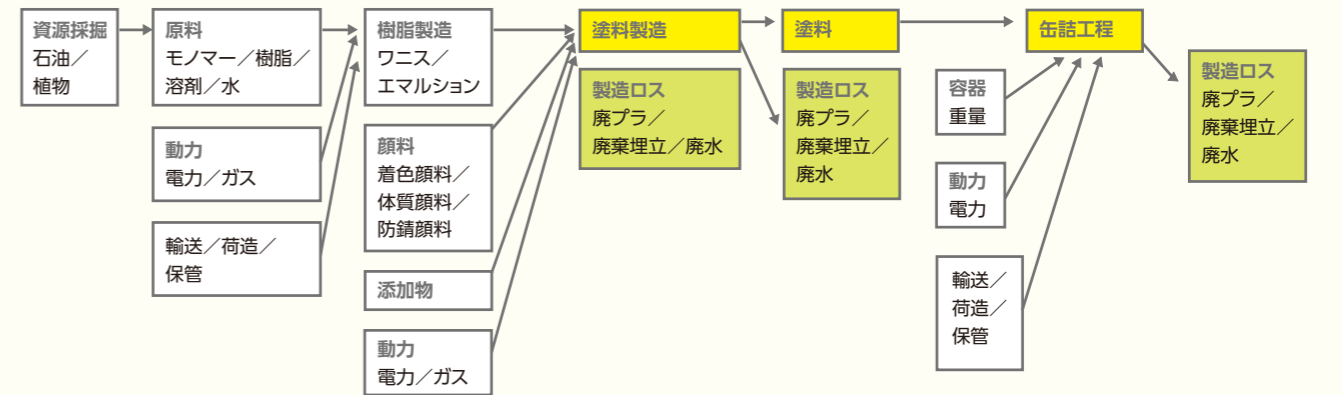 資源採掘
石油／
植物
原料
モノマー／樹脂／
溶剤／水
動力
電力／ガス
輸送／荷造／
保管
樹脂製造
ワニス／
エマルション
顔料
着色顔料／
体質顔料／
防錆顔料
添加物
動力
電力／ガス
塗料製造
製造ロス
廃プラ／
廃棄埋立／廃水
塗料
製造ロス
廃プラ／
廃棄埋立／
廃水
缶詰工程
容器
重量
動力
電力
輸送／
荷造／
保管
製造ロス
廃プラ／
廃棄埋立／
廃水